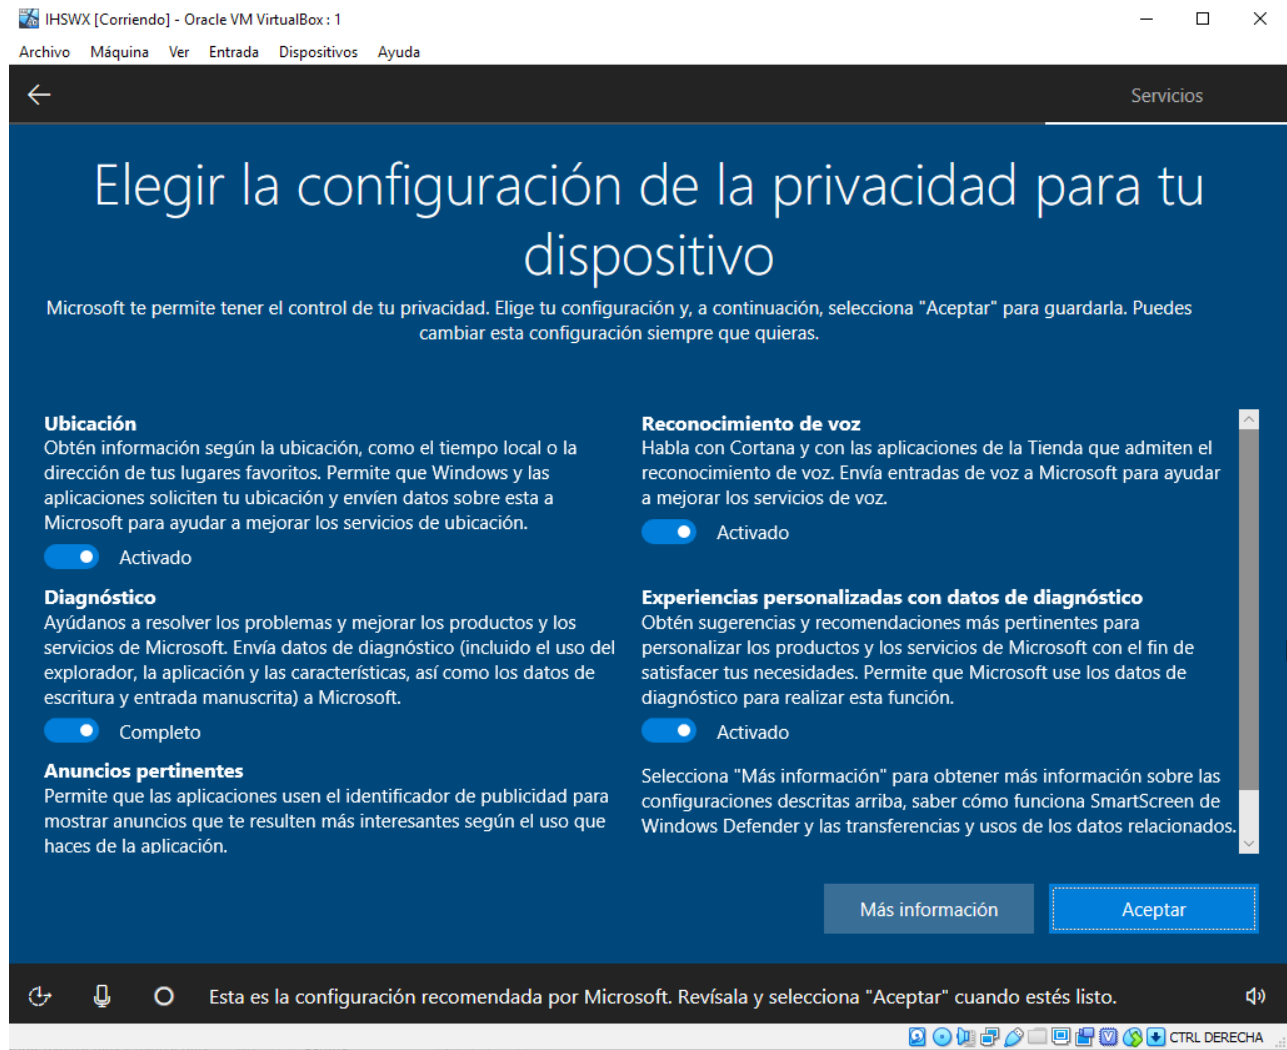 IHSWX [Corriendo] - Oracle VM VirtualBox : 1
Archivo Máquina Ver Entrada Dispositivos Ayuda
Servicios
Elegir la configuración de la privacidad para tu
dispositivo
Microsoft te permite tener el control de tu privacidad. Elige tu configuración y, a continuación, selecciona "Aceptar" para guardarla. Puedes
cambiar esta configuración siempre que quieras.
Ubicación
Obtén información según la ubicación, como el tiempo local o la
dirección de tus lugares favoritos. Permite que Windows y las
aplicaciones soliciten tu ubicación y envíen datos sobre esta a
Microsoft para ayudar a mejorar los servicios de ubicación.
Activado
Diagnóstico
Ayúdanos a resolver los problemas y mejorar los productos y los
servicios de Microsoft. Envía datos de diagnóstico (incluido el uso del
explorador, la aplicación y las características, así como los datos de
escritura y entrada manuscrita) a Microsoft.
Completo
Anuncios pertinentes
Permite que las aplicaciones usen el identificador de publicidad para
mostrar anuncios que te resulten más interesantes según el uso que
haces de la aplicación.
Reconocimiento de voz
Habla con Cortana y con las aplicaciones de la Tienda que admiten el
reconocimiento de voz. Envía entradas de voz a Microsoft para ayudar
a mejorar los servicios de voz.
Activado
Experiencias personalizadas con datos de diagnóstico
Obtén sugerencias y recomendaciones más pertinentes para
personalizar los productos y los servicios de Microsoft con el fin de
satisfacer tus necesidades. Permite que Microsoft use los datos de
diagnóstico para realizar esta función.
Activado
Selecciona "Más información" para obtener más información sobre las
configuraciones descritas arriba, saber cómo funciona SmartScreen de
Windows Defender y las transferencias y usos de los datos relacionados.
Más información
Aceptar
Esta es la configuración recomendada por Microsoft. Revísala y selecciona "Aceptar" cuando estés listo.
CTRL DERECHA